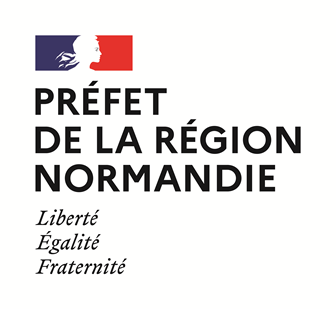 PRÉFET
DE LA RÉGION
NORMANDIE
Liberté
Égalité
Fraternité